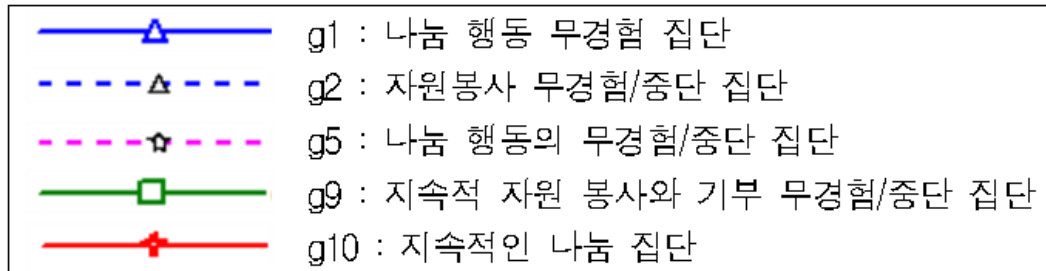 g1 : 나눔 행동 무경험 집단
g2 : 자원봉사 무경험/중단 집단
g5 : 나눔 행동의 무경험/중단 집단
g9 : 지속적 자원 봉사와 기부 무경험/중단 집단
g10 : 지속적인 나눔 집단